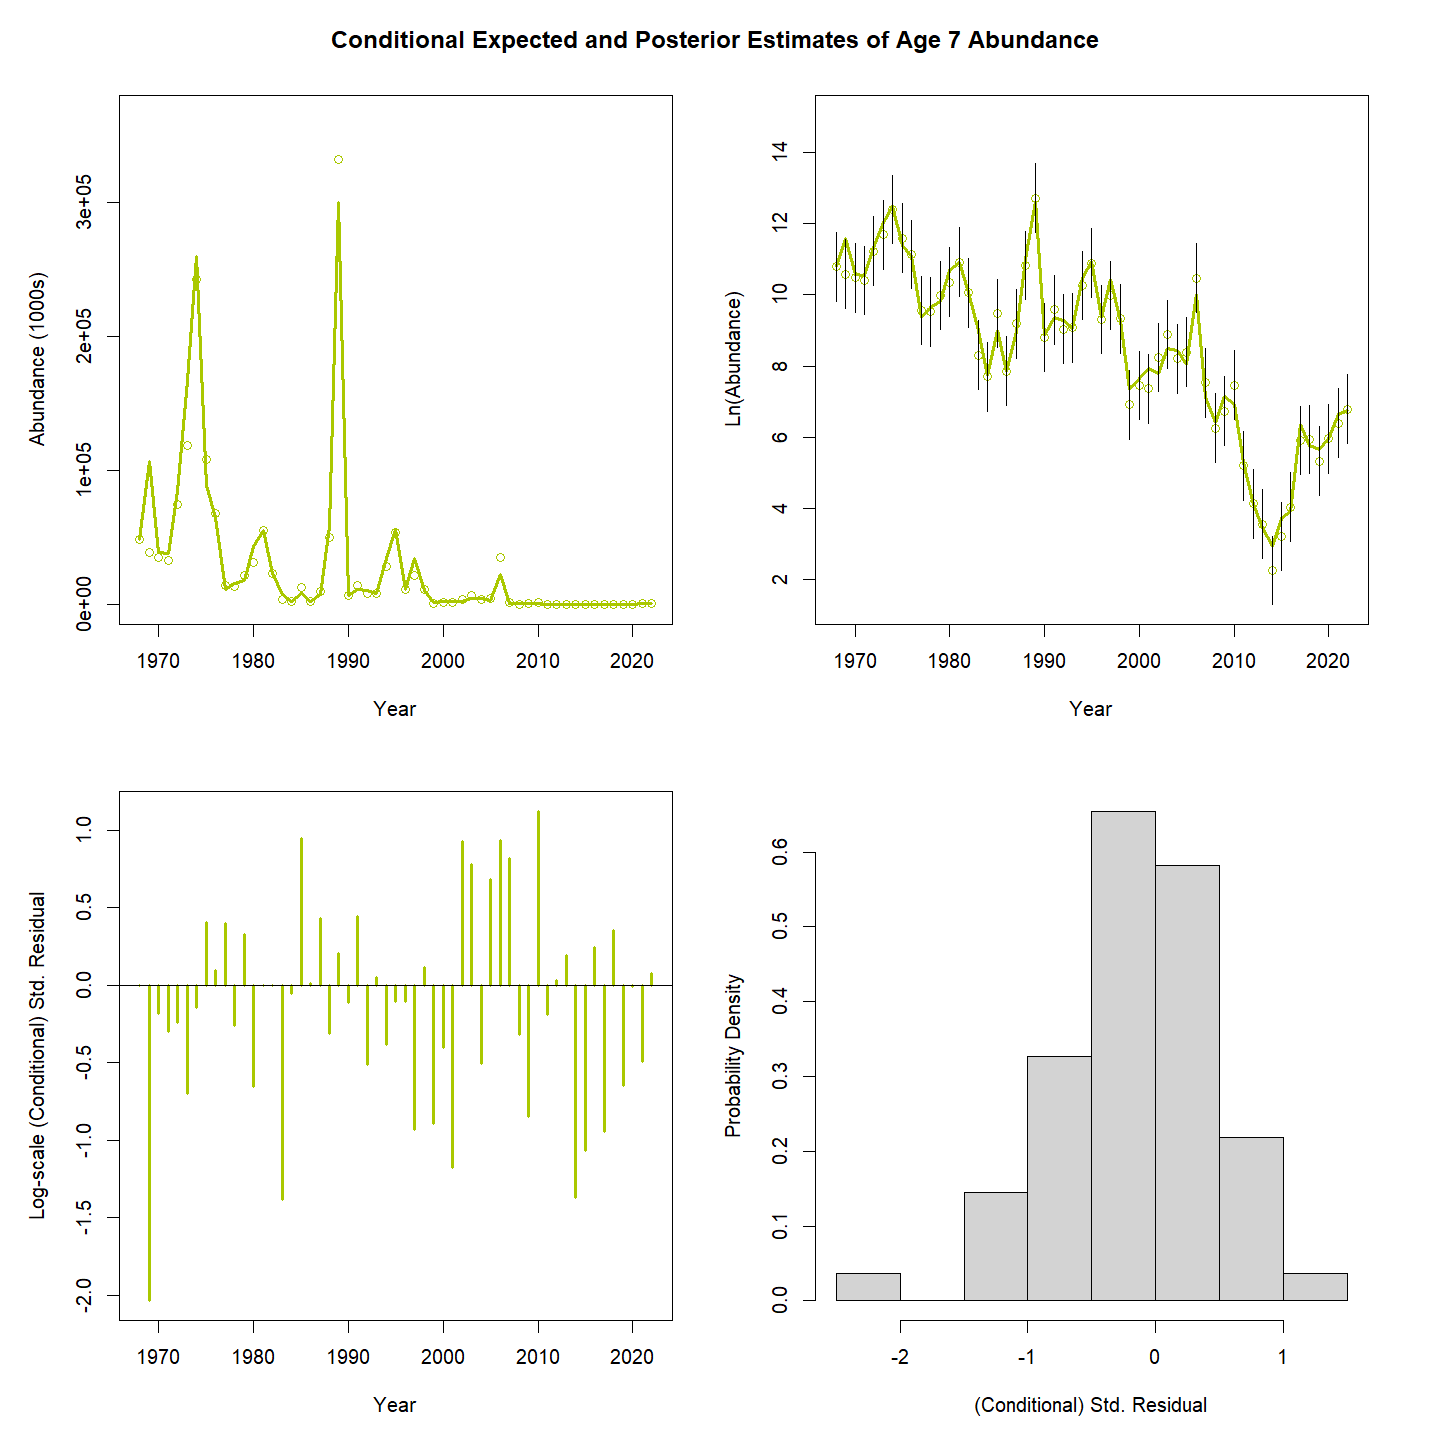 Conditional Expected and Posterior Estimates of Age 7 Abundance
Abundance (1000s)
3e+05
2e+05
1e+05
0e+00
1970 1980 1990 2000 2010 2020
Year
Ln(Abundance)
14
12
10
8
6
4
2
1970 1980 1990 2000 2010 2020
Year
Log-scale (Conditional) Std. Residual
1.0
0.5
0.0
-0.5
-1.0
-1.5
-2.0
1970 1980 1990 2000 2010 2020
Year
Probability Density
0.6
0.5
0.4
0.3
0.2
0.1
0.0
-2 -1 0 1
(Conditional) Std. Residual